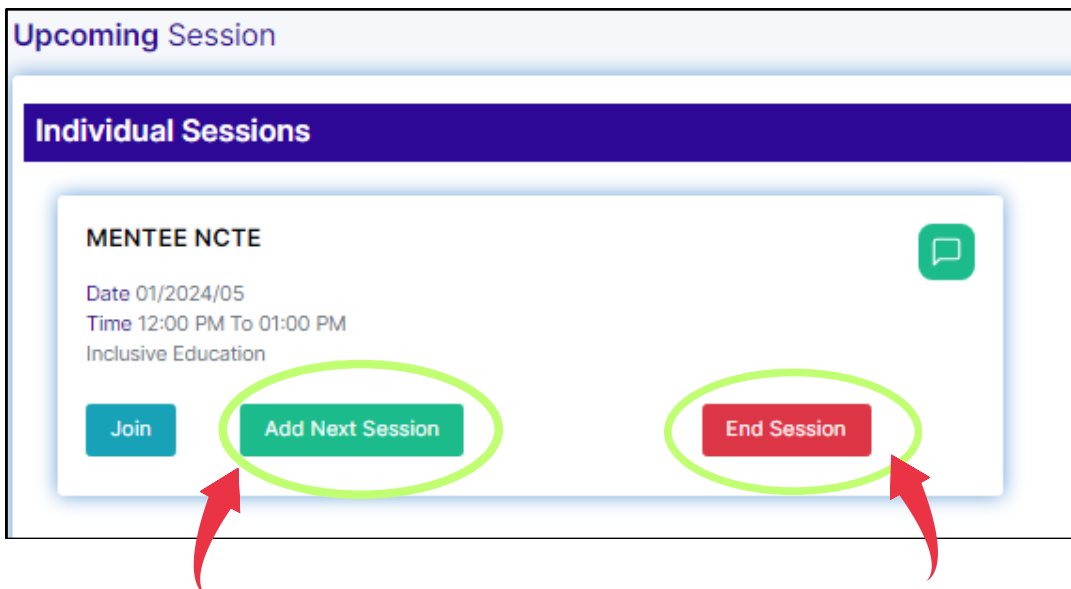 Upcoming Session
Individual Sessions
MENTEE NCTE
Date 01/2024/05
Time 12:00 PM To 01:00 PM
Inclusive Education
Join Add Next Session End Session